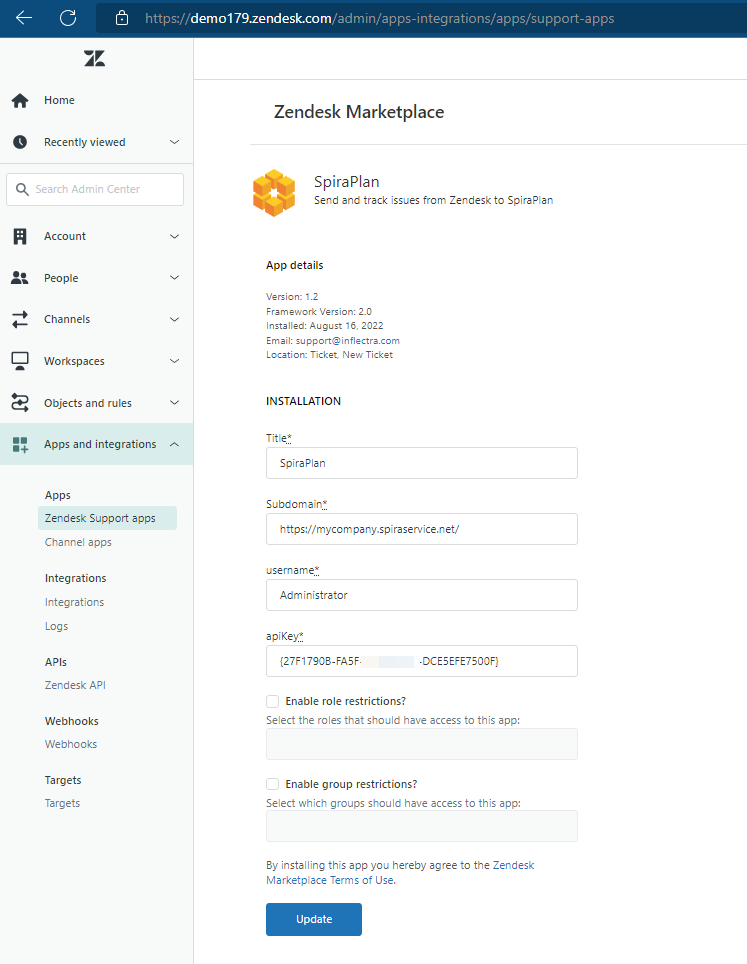 https://demo179.zendesk.com/admin/apps-integrations/apps/support-apps
Home
Recently viewed
Search Admin Center
Account
People
Channels
Workspaces
Objects and rules
Apps and integrations
Apps
Zendesk Support apps
Channel apps
Integrations
Integrations
Logs
APIs
Zendesk API
Webhooks
Webhooks
Targets
Targets
Zendesk Marketplace
SpiraPlan
Send and track issues from Zendesk to SpiraPlan
App details
Version: 1.2
Framework Version: 2.0
Installed: August 16, 2022
Email: support@inflectra.com
Location: Ticket, New Ticket
INSTALLATION
Title*
SpiraPlan
Subdomain*
https://mycompany.spiraservice.net/
username*
Administrator
apiKey*
{27F1790B-FA5F- -DCE5EFE7500F}
Enable role restrictions?
Select the roles that should have access to this app:
Enable group restrictions?
Select which groups should have access to this app:
By installing this app you hereby agree to the Zendesk
Marketplace Terms of Use.
Update